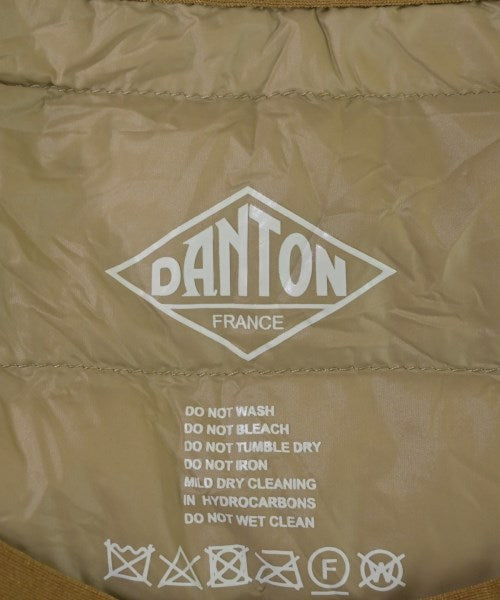 DANTON
FRANCE
DO NOT WASH
DO NOT BLEACH
DO NOT TUMBLE DRY
DO NOT IRON
MILD DRY CLEANING
IN HYDROCARBONS
DO NOT WET CLEAN
F W